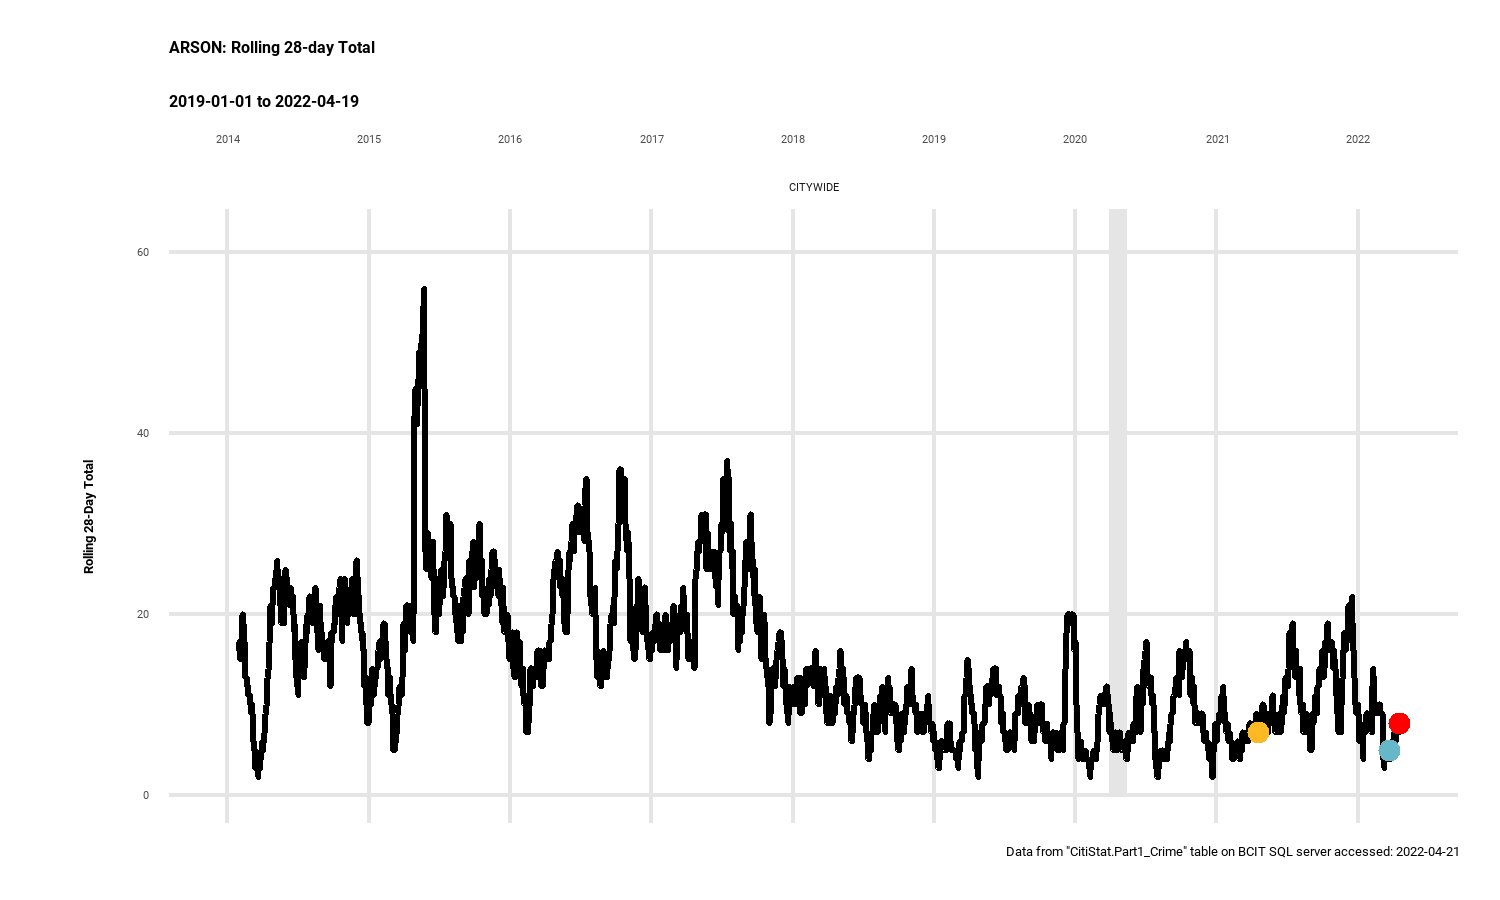 ARSON: Rolling 28-day Total
2019-01-01 to 2022-04-19
2014 2015 2016 2017 2018 2019 2020 2021 2022
CITYWIDE
60
40
20
0
Rolling 28-Day Total
Data from "CitiStat.Part1_Crime" table on BCIT SQL server accessed: 2022-04-21